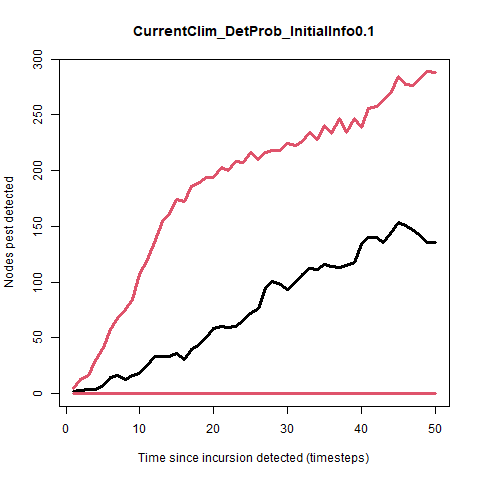 CurrentClim_DetProb_InitialInfo0.1
Nodes pest detected
300
250
200
150
100
50
0
0 10 20 30 40 50
Time since incursion detected (timesteps)